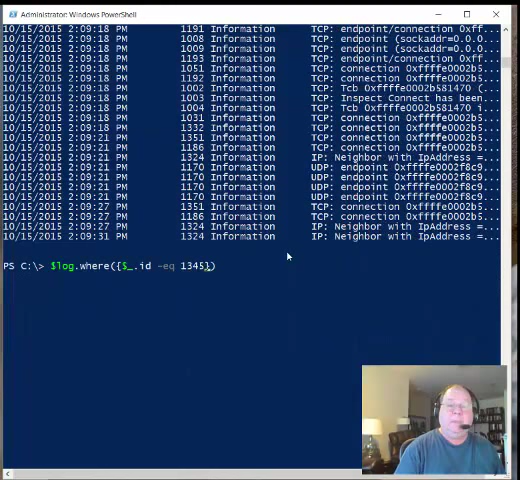 Administrator: Windows PowerShell
10/15/2015 2:09:18 PM 1191 Information TCP: endpoint/connection 0xff...
10/15/2015 2:09:18 PM 1008 Information TCP: endpoint (sockaddr=0.0.0...
10/15/2015 2:09:18 PM 1009 Information TCP: endpoint (sockaddr=0.0.0...
10/15/2015 2:09:18 PM 1193 Information TCP: endpoint/connection 0xff...
10/15/2015 2:09:18 PM 1051 Information TCP: connection 0xffffe0002b5...
10/15/2015 2:09:18 PM 1192 Information TCP: connection 0xffffe0002b5...
10/15/2015 2:09:18 PM 1002 Information TCP: Tcb 0xffffe0002b581470 (...
10/15/2015 2:09:18 PM 1003 Information TCP: Inspect Connect has been...
10/15/2015 2:09:18 PM 1004 Information TCP: Tcb 0xffffe0002b581470 i...
10/15/2015 2:09:18 PM 1031 Information TCP: connection 0xffffe0002b5...
10/15/2015 2:09:18 PM 1332 Information TCP: connection 0xffffe0002b5...
10/15/2015 2:09:21 PM 1351 Information TCP: connection 0xffffe0002b5...
10/15/2015 2:09:21 PM 1186 Information TCP: connection 0xffffe0002b5...
10/15/2015 2:09:21 PM 1324 Information IP: Neighbor with IpAddress =...
10/15/2015 2:09:21 PM 1170 Information UDP: endpoint 0xffffe0002f8c9...
10/15/2015 2:09:21 PM 1170 Information UDP: endpoint 0xffffe0002f8c9...
10/15/2015 2:09:21 PM 1170 Information UDP: endpoint 0xffffe0002f8c9...
10/15/2015 2:09:21 PM 1170 Information UDP: endpoint 0xffffe0002f8c9...
10/15/2015 2:09:27 PM 1351 Information TCP: connection 0xffffe0002b5...
10/15/2015 2:09:27 PM 1186 Information TCP: connection 0xffffe0002b5...
10/15/2015 2:09:27 PM 1324 Information IP: Neighbor with IpAddress =...
10/15/2015 2:09:31 PM 1324 Information IP: Neighbor with IpAddress =...
PS C:\> $log.where({$_.id -eq 1345})